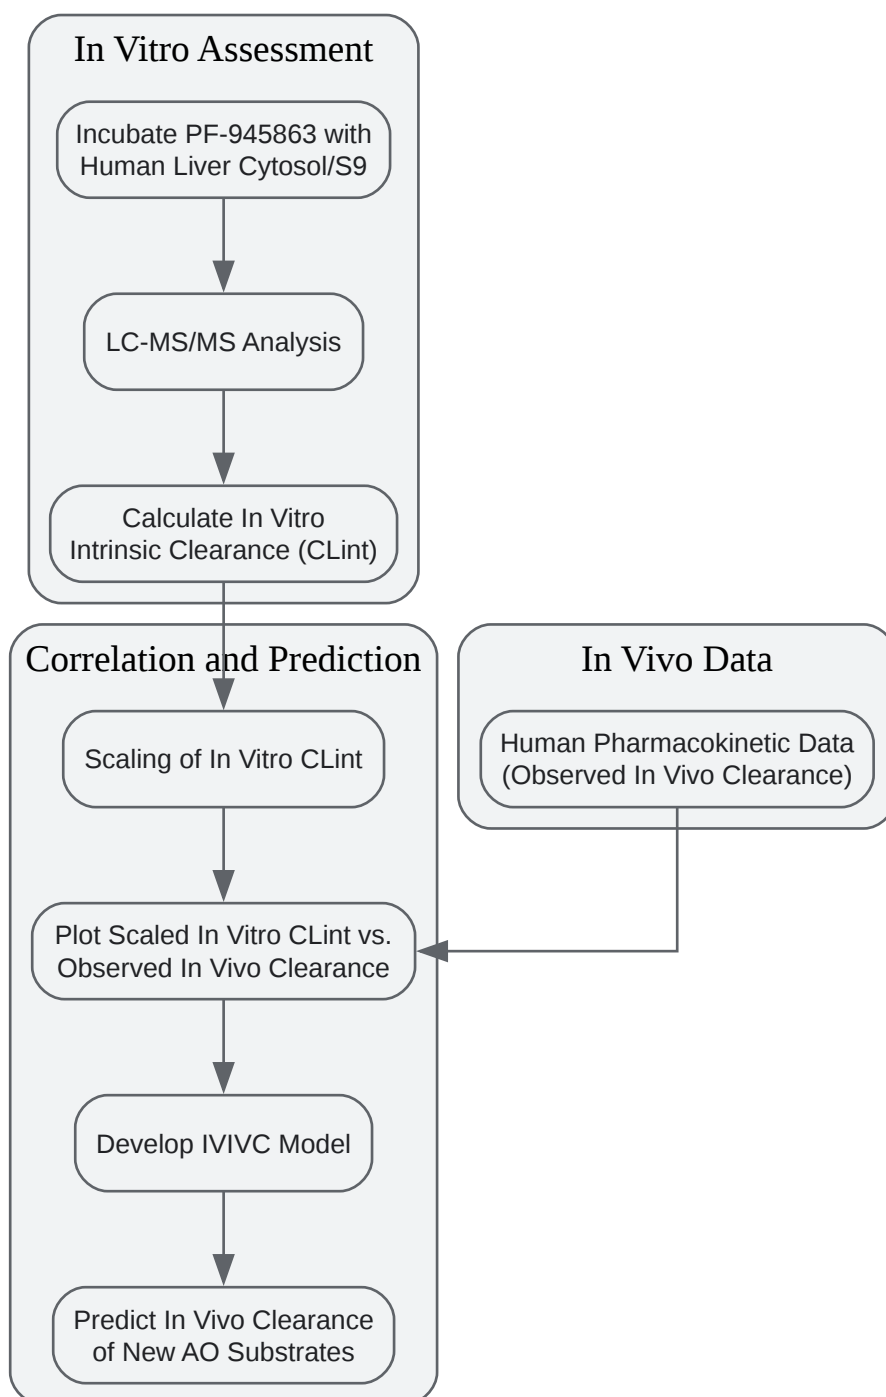 In Vitro Assessment
Incubate PF-945863 with
Human Liver Cytosol/S9
LC-MS/MS Analysis
Calculate In Vitro
Intrinsic Clearance (CLint)
Correlation and Prediction
Scaling of In Vitro CLint
In Vivo Data
Human Pharmacokinetic Data
(Observed In Vivo Clearance)
Plot Scaled In Vitro CLint vs.
Observed In Vivo Clearance
Develop IVIVC Model
Predict In Vivo Clearance
of New AO Substrates